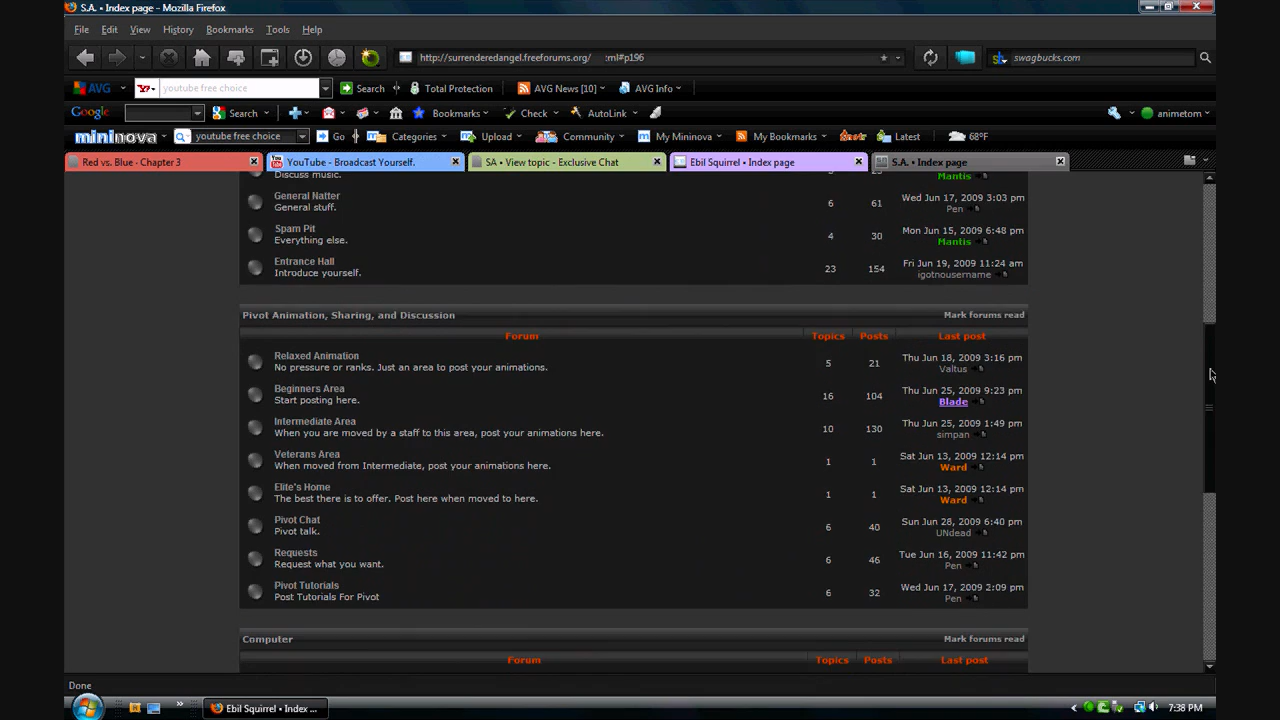 S.A. • Index page - Mozilla Firefox
File Edit View History Bookmarks Tools Help
http://surrenderedangel.freeforums.org/ :ml#p196 swagbucks.com
AVG youtube free choice Search Total Protection AVG News [10] AVG Info
Google Search Bookmarks Check AutoLink animetom
mininova youtube free choice Go Categories Upload Community My Mininova My Bookmarks Latest 68°F
Red vs. Blue - Chapter 3 YouTube - Broadcast Yourself. SA • View topic - Exclusive Chat Ebil Squirrel • Index page S.A. • Index page
Discuss music. Mantis
General Natter 6 61 Wed Jun 17, 2009 3:03 pm
General stuff. Pen
Spam Pit 4 30 Mon Jun 15, 2009 6:48 pm
Everything else. Mantis
Entrance Hall 23 154 Fri Jun 19, 2009 11:24 am
Introduce yourself. igotnousername
Pivot Animation, Sharing, and Discussion Mark forums read
Forum Topics Posts Last post
Relaxed Animation 5 21 Thu Jun 18, 2009 3:16 pm
No pressure or ranks. Just an area to post your animations. Valtus
Beginners Area 16 104 Thu Jun 25, 2009 9:23 pm
Start posting here. Blade
Intermediate Area 10 130 Thu Jun 25, 2009 1:49 pm
When you are moved by a staff to this area, post your animations here. simpan
Veterans Area 1 1 Sat Jun 13, 2009 12:14 pm
When moved from Intermediate, post your animations here. Ward
Elite's Home 1 1 Sat Jun 13, 2009 12:14 pm
The best there is to offer. Post here when moved to here. Ward
Pivot Chat 6 40 Sun Jun 28, 2009 6:40 pm
Pivot talk. UNdead
Requests 6 46 Tue Jun 16, 2009 11:42 pm
Request what you want. Pen
Pivot Tutorials 6 32 Wed Jun 17, 2009 2:09 pm
Post Tutorials For Pivot Pen
Computer Mark forums read
Forum Topics Posts Last post
Done
Ebil Squirrel • Index ... 7:38 PM